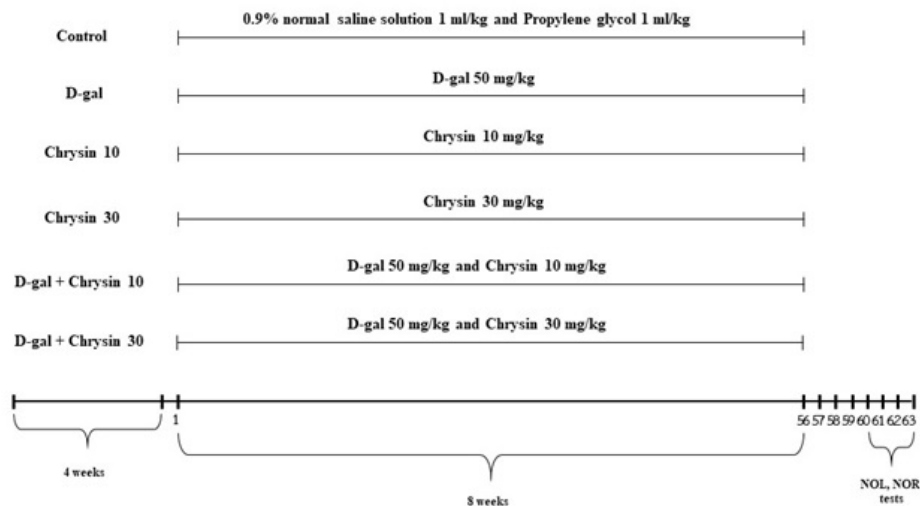 0.9% normal saline solution 1 ml/kg and Propylene glycol 1 ml/kg
Control
D-gal 50 mg/kg
D-gal
Chrysin 10 mg/kg
Chrysin 10
Chrysin 30 mg/kg
Chrysin 30
D-gal 50 mg/kg and Chrysin 10 mg/kg
D-gal + Chrysin 10
D-gal 50 mg/kg and Chrysin 30 mg/kg
D-gal + Chrysin 30
1 56 57 58 59 60 61 62 63
4 weeks
8 weeks
NOL, NOR
tests